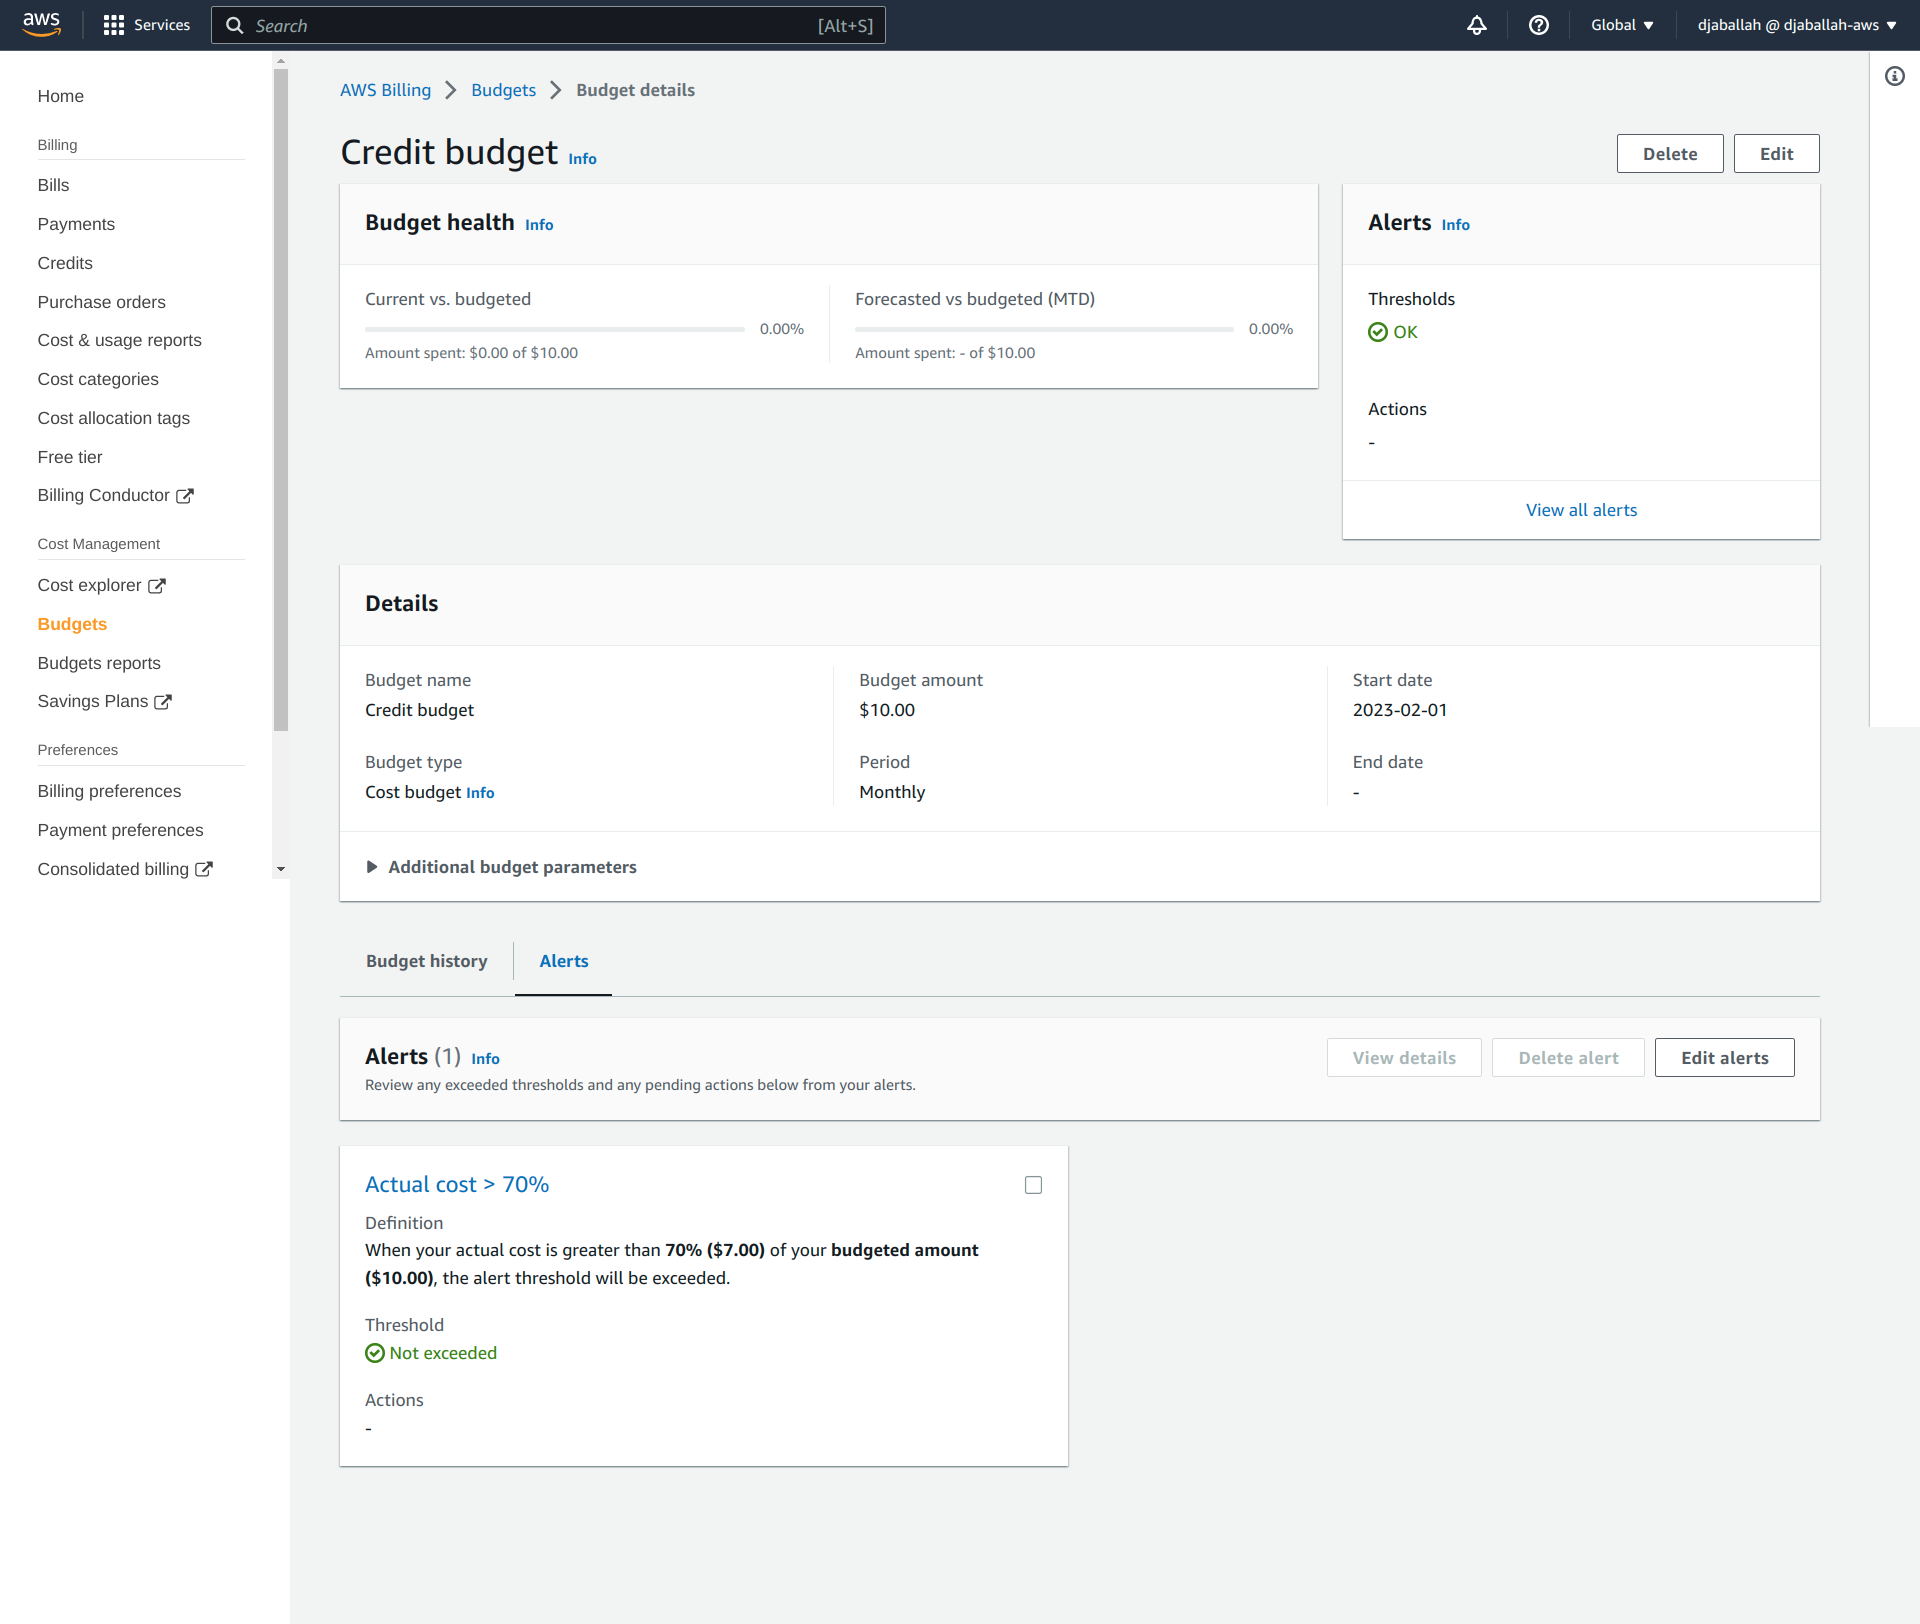 aws
Services
Search
[Alt+S]
Global
djaballah @ djaballah-aws
Home
Billing
Bills
Payments
Credits
Purchase orders
Cost & usage reports
Cost categories
Cost allocation tags
Free tier
Billing Conductor
Cost Management
Cost explorer
Budgets
Budgets reports
Savings Plans
Preferences
Billing preferences
Payment preferences
Consolidated billing
AWS Billing > Budgets > Budget details
Credit budget Info
Delete
Edit
Budget health Info
Current vs. budgeted
0.00%
Amount spent: $0.00 of $10.00
Forecasted vs budgeted (MTD)
0.00%
Amount spent: - of $10.00
Alerts Info
Thresholds
OK
Actions
-
View all alerts
Details
Budget name
Credit budget
Budget type
Cost budget Info
Budget amount
$10.00
Period
Monthly
Start date
2023-02-01
End date
-
Additional budget parameters
Budget history
Alerts
Alerts (1) Info
Review any exceeded thresholds and any pending actions below from your alerts.
View details
Delete alert
Edit alerts
Actual cost > 70%
Definition
When your actual cost is greater than 70% ($7.00) of your budgeted amount
($10.00), the alert threshold will be exceeded.
Threshold
Not exceeded
Actions
-